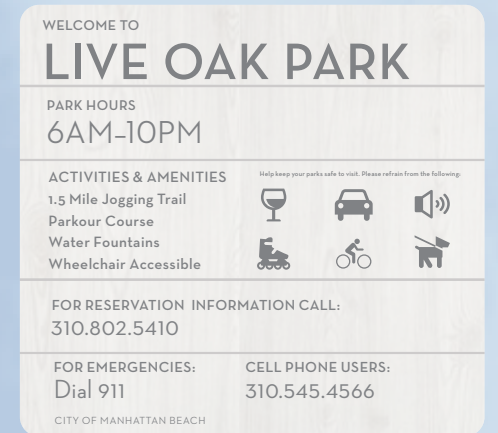 WELCOME TO
LIVE OAK PARK
PARK HOURS
6AM–10PM
ACTIVITIES & AMENITIES
1.5 Mile Jogging Trail
Parkour Course
Water Fountains
Wheelchair Accessible
Help keep your parks safe to visit. Please refrain from the following:
FOR RESERVATION INFORMATION CALL:
310.802.5410
FOR EMERGENCIES:
Dial 911
CELL PHONE USERS:
310.545.4566
CITY OF MANHATTAN BEACH